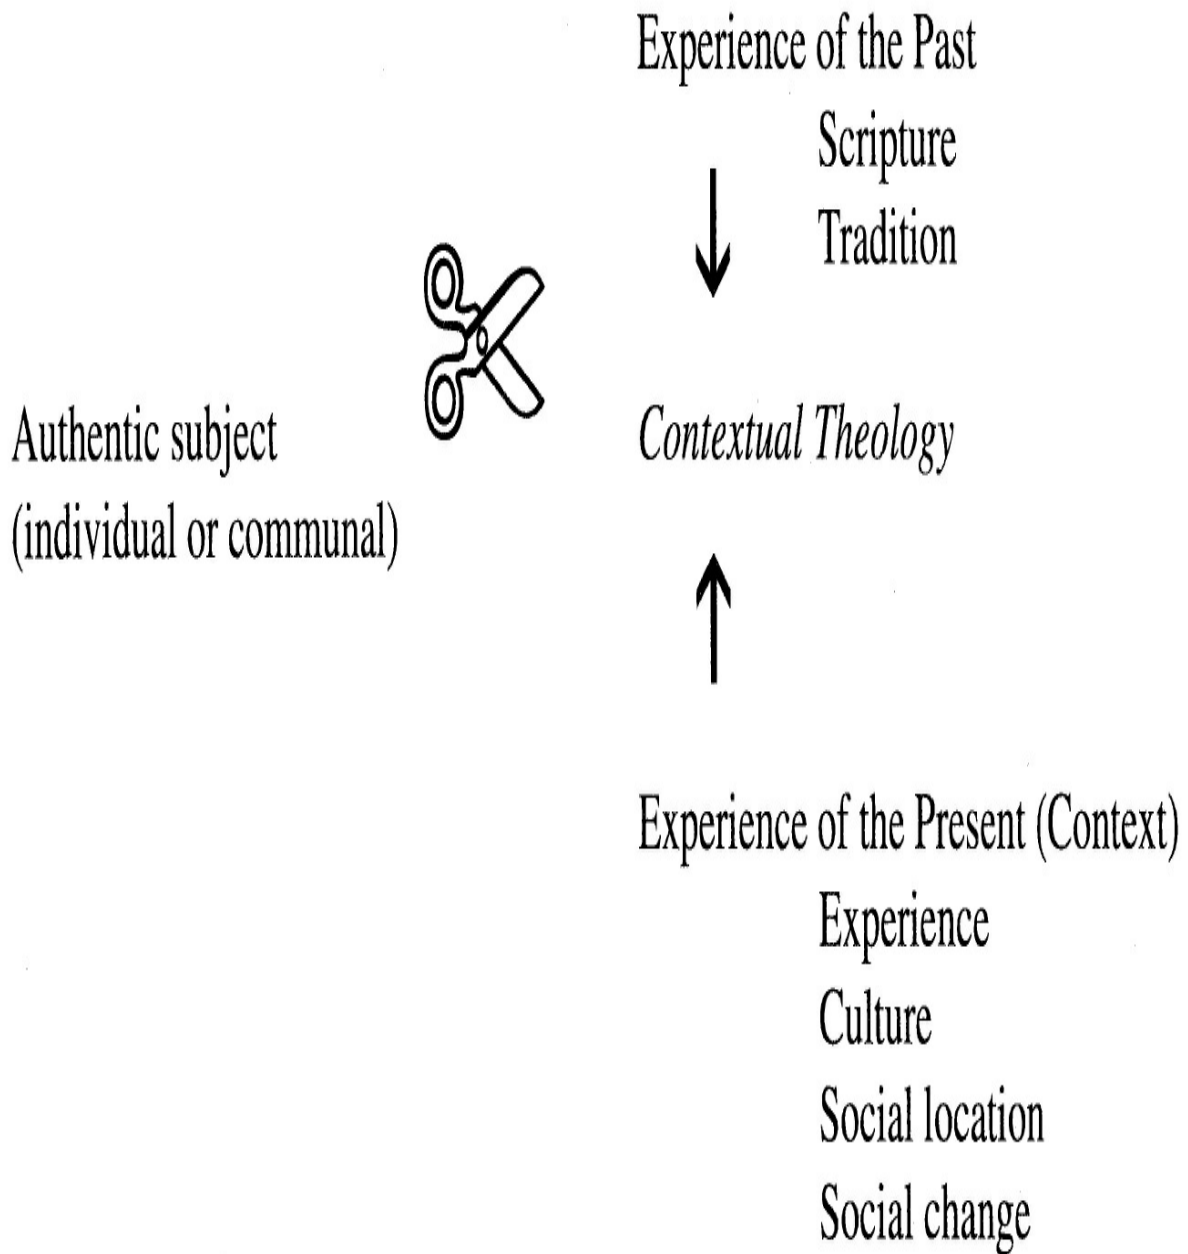 Experience of the Past
Scripture
Tradition
Authentic subject
(individual or communal)
Contextual Theology
Experience of the Present (Context)
Experience
Culture
Social location
Social change